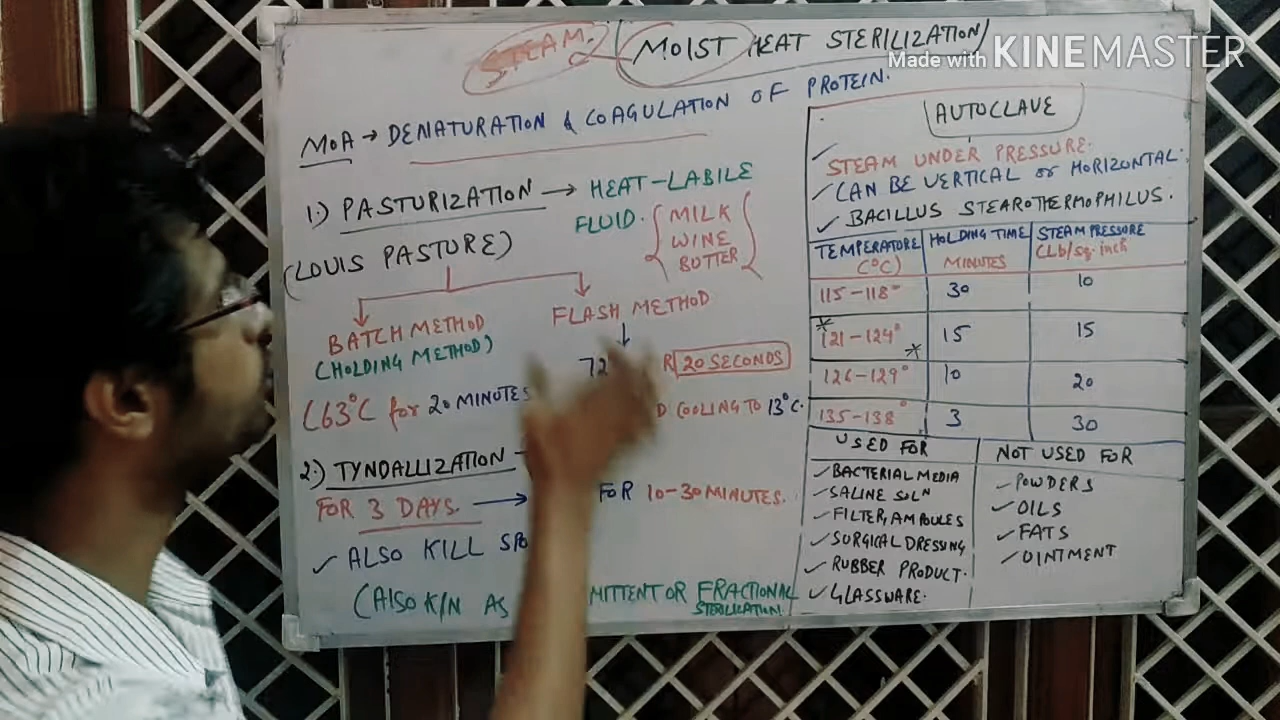 STEAM
MOIST HEAT STERILIZATION
Made with KINEMASTER
MOA → DENATURATION & COAGULATION OF PROTEIN.
1.) PASTURIZATION → HEAT-LABILE
FLUID. { MILK
WINE
BUTTER }
(LOUIS PASTURE)
BATCH METHOD
(HOLDING METHOD)
(63°C for 20 MINUTES
FLASH METHOD
72 R 20 SECONDS
D COOLING TO 13°C.
2.) TYNDALLIZATION
FOR 3 DAYS. → FOR 10-30 MINUTES.
✓ ALSO KILL SPO
(Also K/N AS MITTENT OR FRACTIONAL
STERILIZATION.
AUTOCLAVE
✓ STEAM UNDER PRESSURE.
✓ CAN BE VERTICAL or HORIZONTAL.
✓ BACILLUS STEAROTHERMOPHILUS.
TEMPERATURE (°C) HOLDING TIME MINUTES STEAM PRESSURE (Lb/sq.inch
115-118° 30 10
*121-124°* 15 15
126-129° 10 20
135-138° 3 30
USED FOR
✓ BACTERIAL MEDIA
✓ SALINE SOLN
✓ FILTER, AMPOULES
✓ SURGICAL DRESSING
✓ RUBBER PRODUCT.
✓ GLASSWARE.
NOT USED FOR
✓ POWDERS
✓ OILS
✓ FATS
✓ OINTMENT